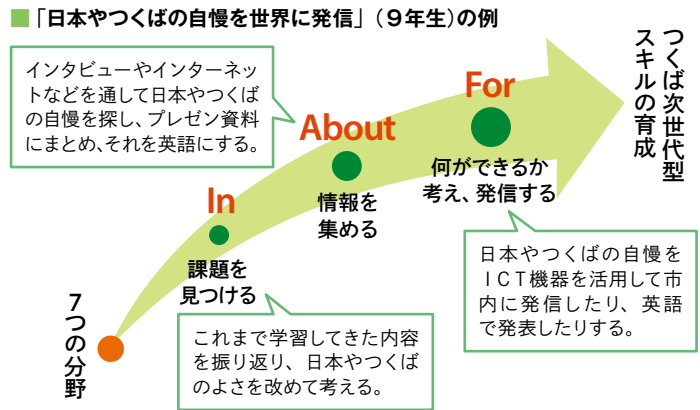 ■「日本やつくばの自慢を世界に発信」（９年生）の例
インタビューやインターネッ
トなどを通して日本やつくば
の自慢を探し、プレゼン資料
にまとめ、それを英語にする。
In
課題を
見つける
About
情報を
集める
For
何ができるか
考え、発信する
つくば次世代型
スキルの育成
7つの分野
これまで学習してきた内容
を振り返り、日本やつくば
のよさを改めて考える。
日本やつくばの自慢を
ＩＣＴ機器を活用して市
内に発信したり、英語
で発表したりする。